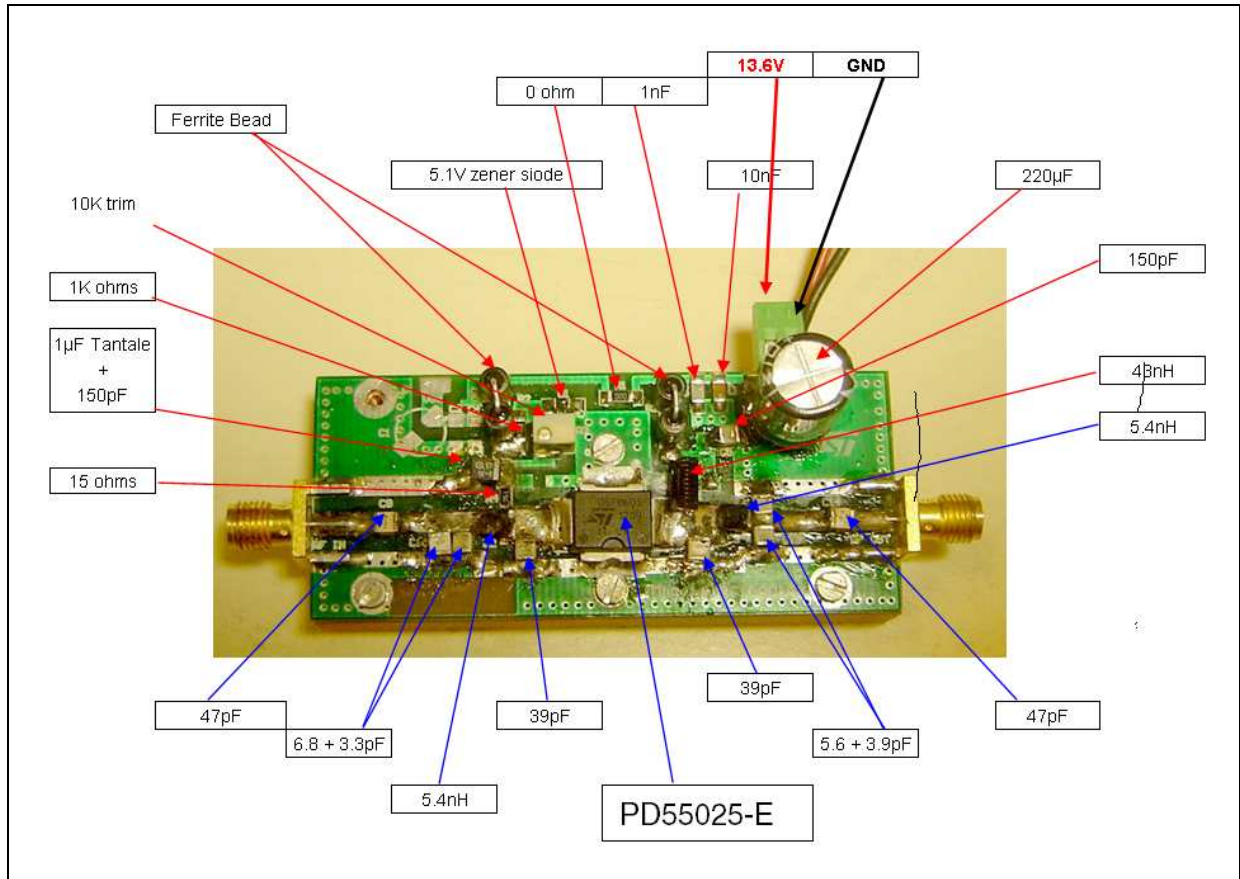 13.6V GND
0 ohm 1nF
Ferrite Bead
5.1V zener siode
10nF
220µF
10K trim
150pF
1K ohms
1µF Tantale
+
150pF
43nH
5.4nH
15 ohms
39pF
47pF
39pF
47pF
6.8 + 3.3pF
5.6 + 3.9pF
5.4nH
PD55025-E